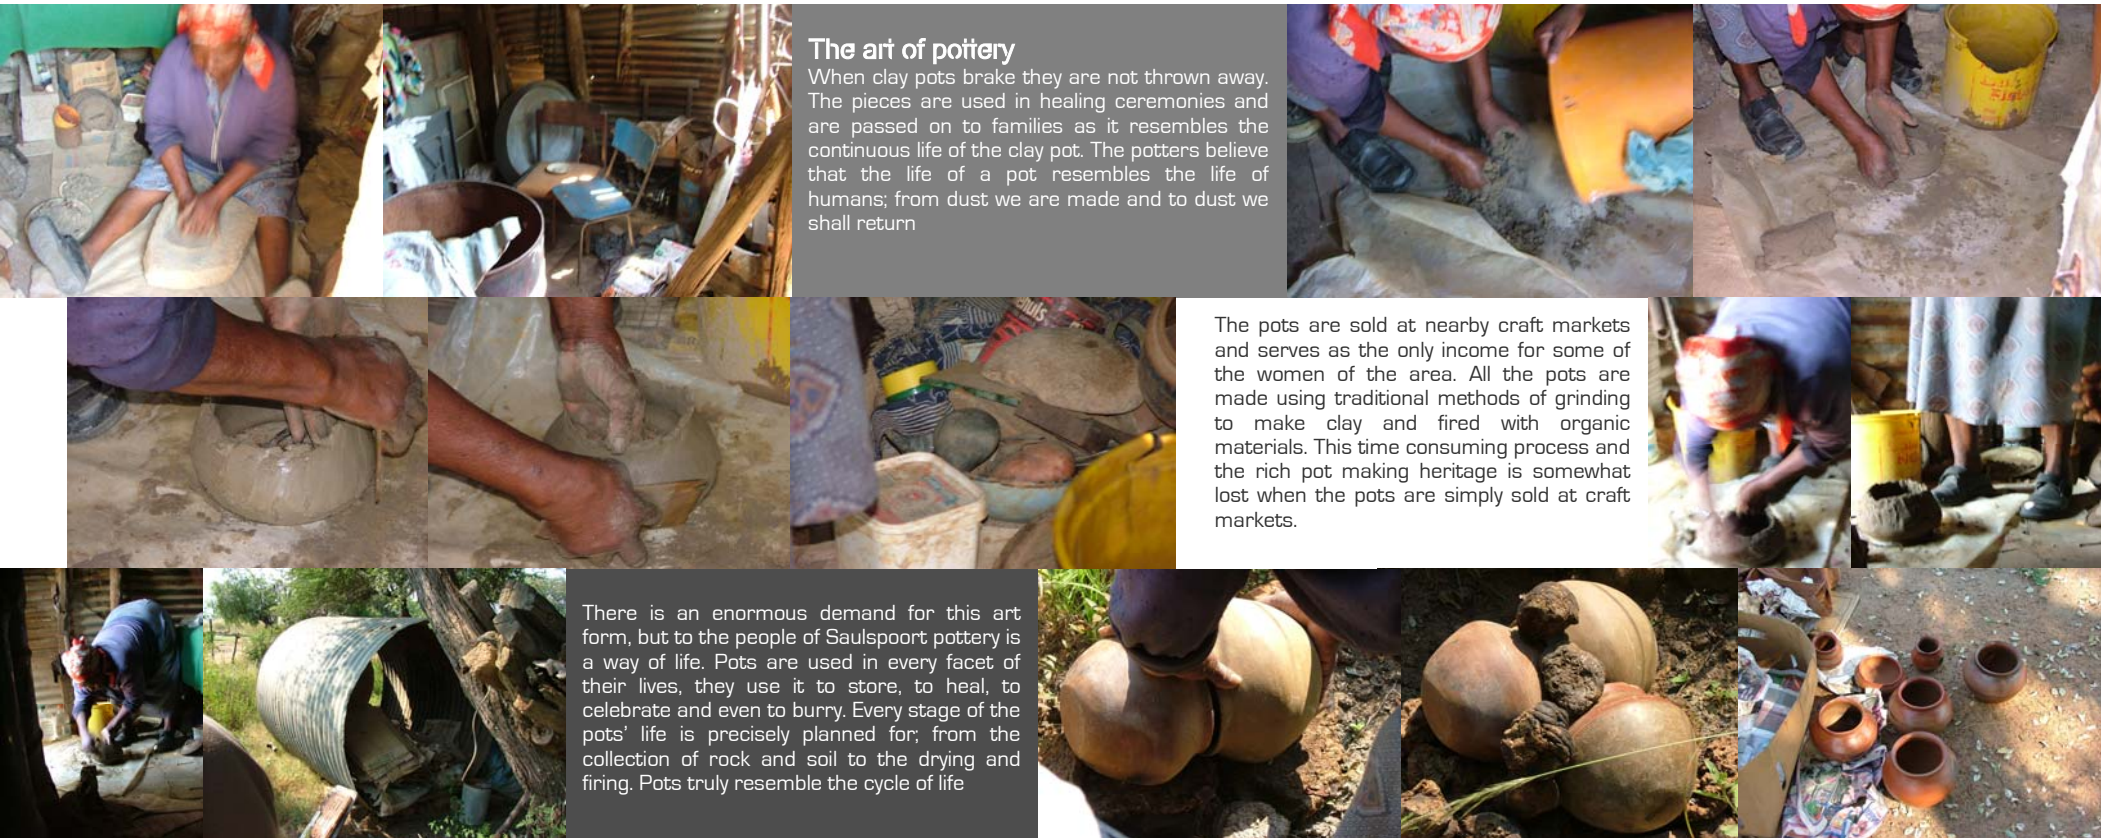 The art of pottery
When clay pots brake they are not thrown away.
The pieces are used in healing ceremonies and
are passed on to families as it resembles the
continuous life of the clay pot. The potters believe
that the life of a pot resembles the life of
humans; from dust we are made and to dust we
shall return
The pots are sold at nearby craft markets
and serves as the only income for some of
the women of the area. All the pots are
made using traditional methods of grinding
to make clay and fired with organic
materials. This time consuming process and
the rich pot making heritage is somewhat
lost when the pots are simply sold at craft
markets.
There is an enormous demand for this art
form, but to the people of Saulspoort pottery is
a way of life. Pots are used in every facet of
their lives, they use it to store, to heal, to
celebrate and even to burry. Every stage of the
pots' life is precisely planned for; from the
collection of rock and soil to the drying and
firing. Pots truly resemble the cycle of life